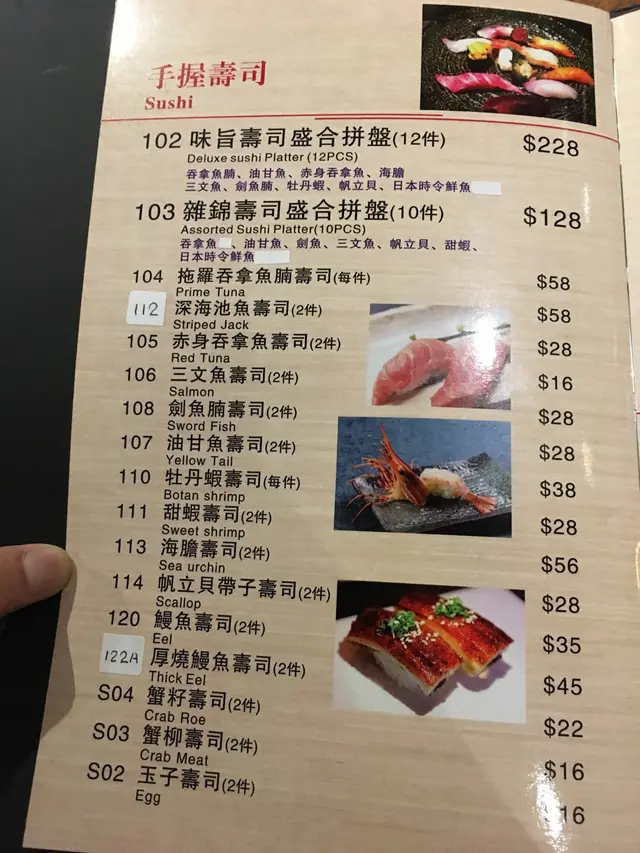 手握壽司
Sushi
102 味旨壽司盛合拼盤(12件) $228
Deluxe sushi Platter (12PCS)
吞拿魚腩、油甘魚、赤身吞拿魚、海膽
三文魚、劍魚腩、牡丹蝦、帆立貝、日本時令鮮魚
103 雜錦壽司盛合拼盤(10件) $128
Assorted Sushi Platter(10PCS)
吞拿魚、油甘魚、劍魚、三文魚、帆立貝、甜蝦、
日本時令鮮魚
104 拖羅吞拿魚腩壽司(每件) $58
Prime Tuna
112 深海池魚壽司(2件) $58
Striped Jack
105 赤身吞拿魚壽司(2件) $28
Red Tuna
106 三文魚壽司(2件) $16
Salmon
108 劍魚腩壽司(2件) $28
Sword Fish
107 油甘魚壽司(2件) $28
Yellow Tail
110 牡丹蝦壽司(每件) $38
Botan shrimp
111 甜蝦壽司(2件) $28
Sweet shrimp
113 海膽壽司(2件) $56
Sea urchin
114 帆立貝帶子壽司(2件) $28
Scallop
120 鰻魚壽司(2件) $35
Eel
122A 厚燒鰻魚壽司(2件) $45
Thick Eel
S04 蟹籽壽司(2件) $22
Crab Roe
S03 蟹柳壽司(2件) $16
Crab Meat
S02 玉子壽司(2件) $16
Egg